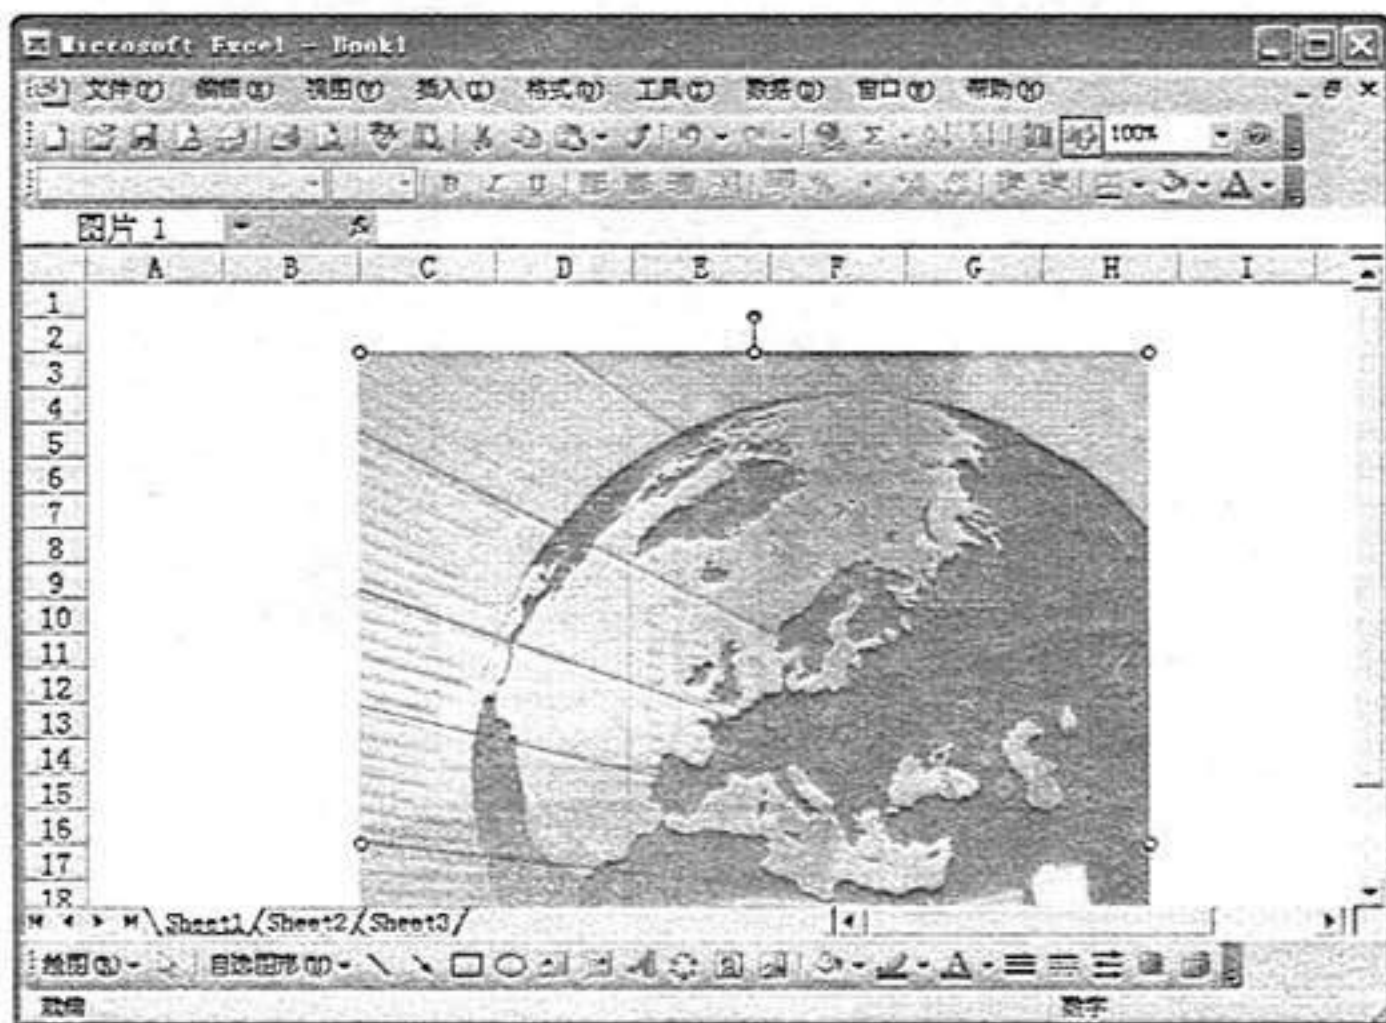 Microsoft Excel - Book1
文件(F) 编辑(E) 视图(V) 插入(I) 格式(O) 工具(T) 数据(D) 窗口(W) 帮助(H)
Σ 100%
B I U % A
图片 1 fx
A B C D E F G H I
1
2
3
4
5
6
7
8
9
10
11
12
13
14
15
16
17
18
Sheet1 Sheet2 Sheet3
绘图(D) 自选图形(U) A
就绪 数字